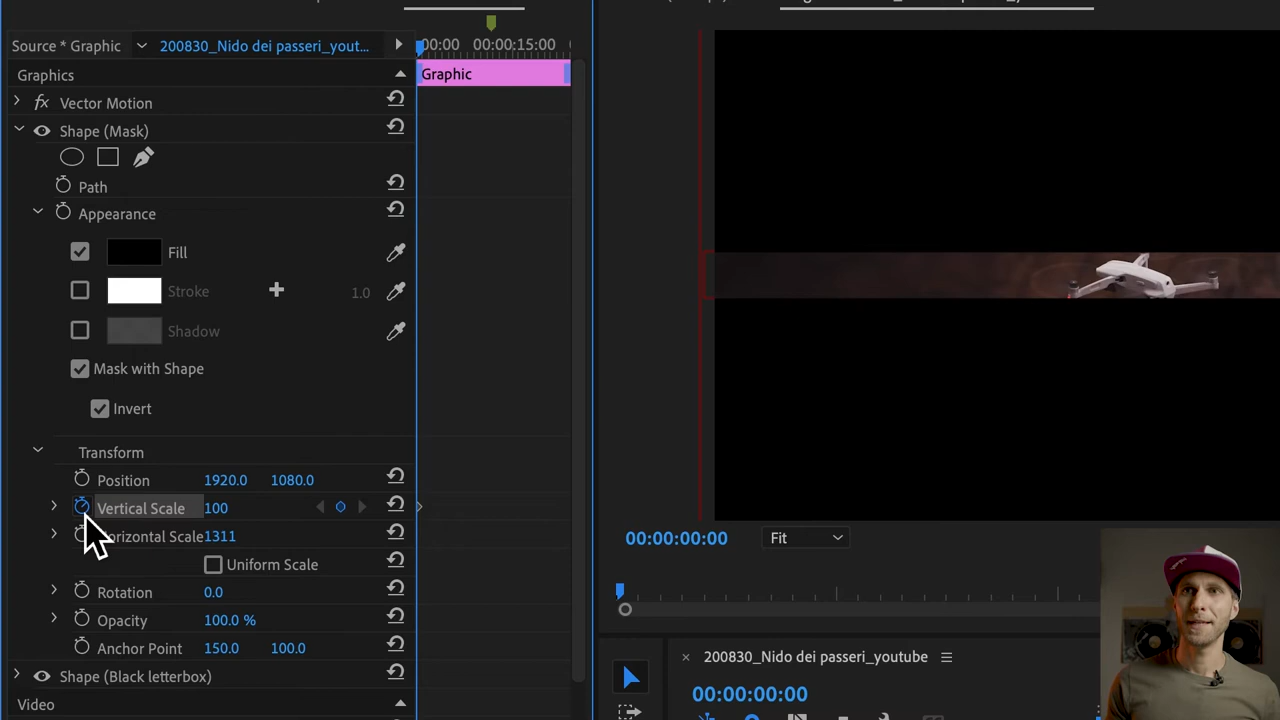 Source * Graphic
200830_Nido dei passeri_yout...
00:00
00:00:15:00
Graphics
Graphic
Vector Motion
Shape (Mask)
Path
Appearance
Fill
Stroke
1.0
Shadow
Mask with Shape
Invert
Transform
Position
1920.0
1080.0
Vertical Scale
100
Horizontal Scale
1311
00:00:00:00
Fit
Uniform Scale
Rotation
0.0
Opacity
100.0 %
Anchor Point
150.0
100.0
Shape (Black letterbox)
Video
× 200830_Nido dei passeri_youtube
00:00:00:00